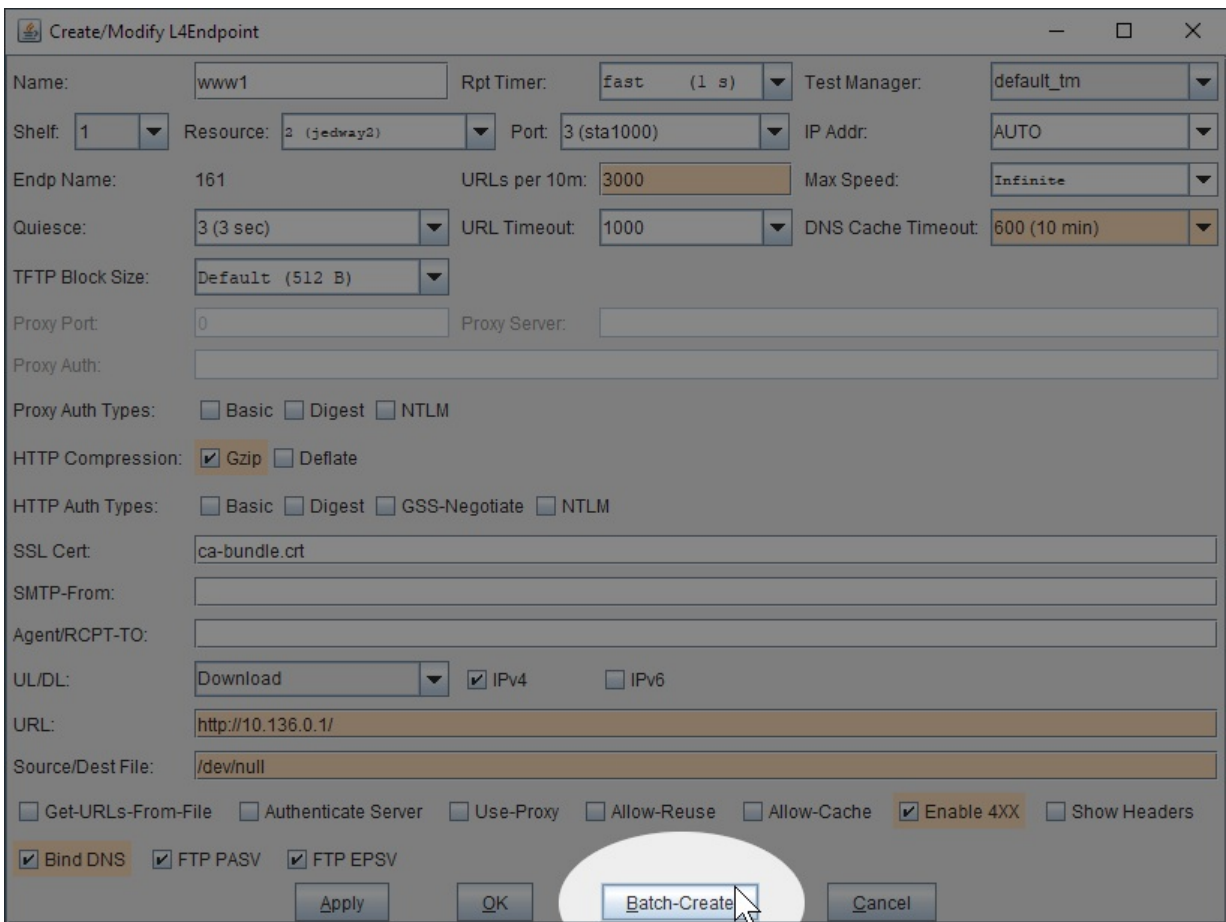 Create/Modify L4Endpoint
Name: www1 Rpt Timer: fast (1 s) Test Manager: default_tm
Shelf: 1 Resource: 2 (jedway2) Port: 3 (sta1000) IP Addr: AUTO
Endp Name: 161 URLs per 10m: 3000 Max Speed: Infinite
Quiesce: 3 (3 sec) URL Timeout: 1000 DNS Cache Timeout: 600 (10 min)
TFTP Block Size: Default (512 B)
Proxy Port: 0 Proxy Server:
Proxy Auth:
Proxy Auth Types: Basic Digest NTLM
HTTP Compression: Gzip Deflate
HTTP Auth Types: Basic Digest GSS-Negotiate NTLM
SSL Cert: ca-bundle.crt
SMTP-From:
Agent/RCPT-TO:
UL/DL: Download IPv4 IPv6
URL: http://10.136.0.1/
Source/Dest File: /dev/null
Get-URLs-From-File Authenticate Server Use-Proxy Allow-Reuse Allow-Cache Enable 4XX Show Headers
Bind DNS FTP PASV FTP EPSV
Apply OK Batch-Create Cancel